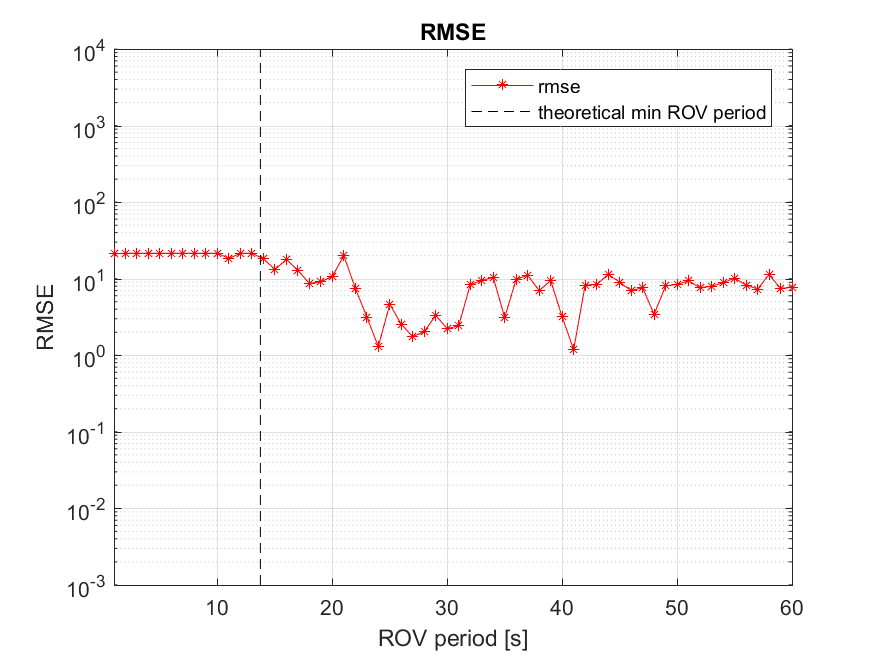 RMSE
10^4
10^3
10^2
10^1
10^0
10^-1
10^-2
10^-3
RMSE
rmse
theoretical min ROV period
10 20 30 40 50 60
ROV period [s]